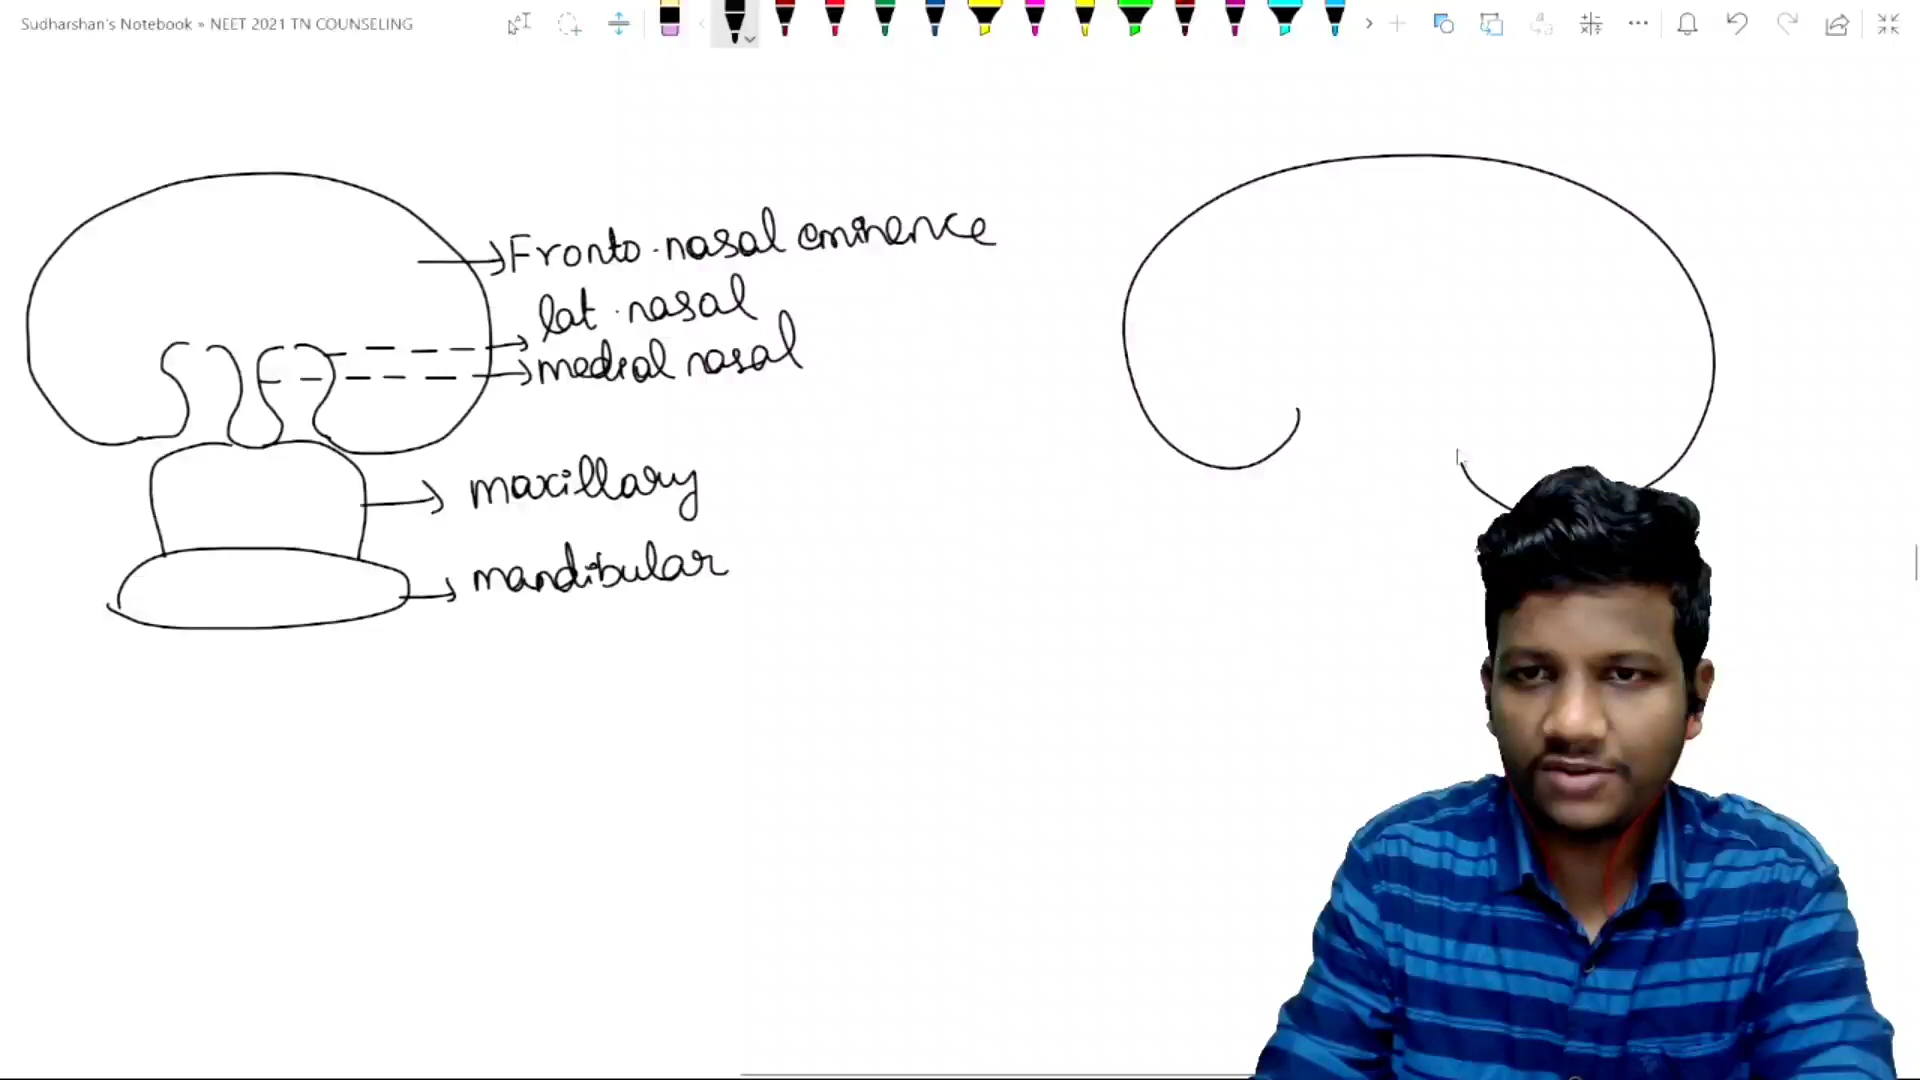 Sudharshan's Notebook » NEET 2021 TN COUNSELING
Fronto-nasal eminence
lat. nasal
medial nasal
maxillary
mandibular